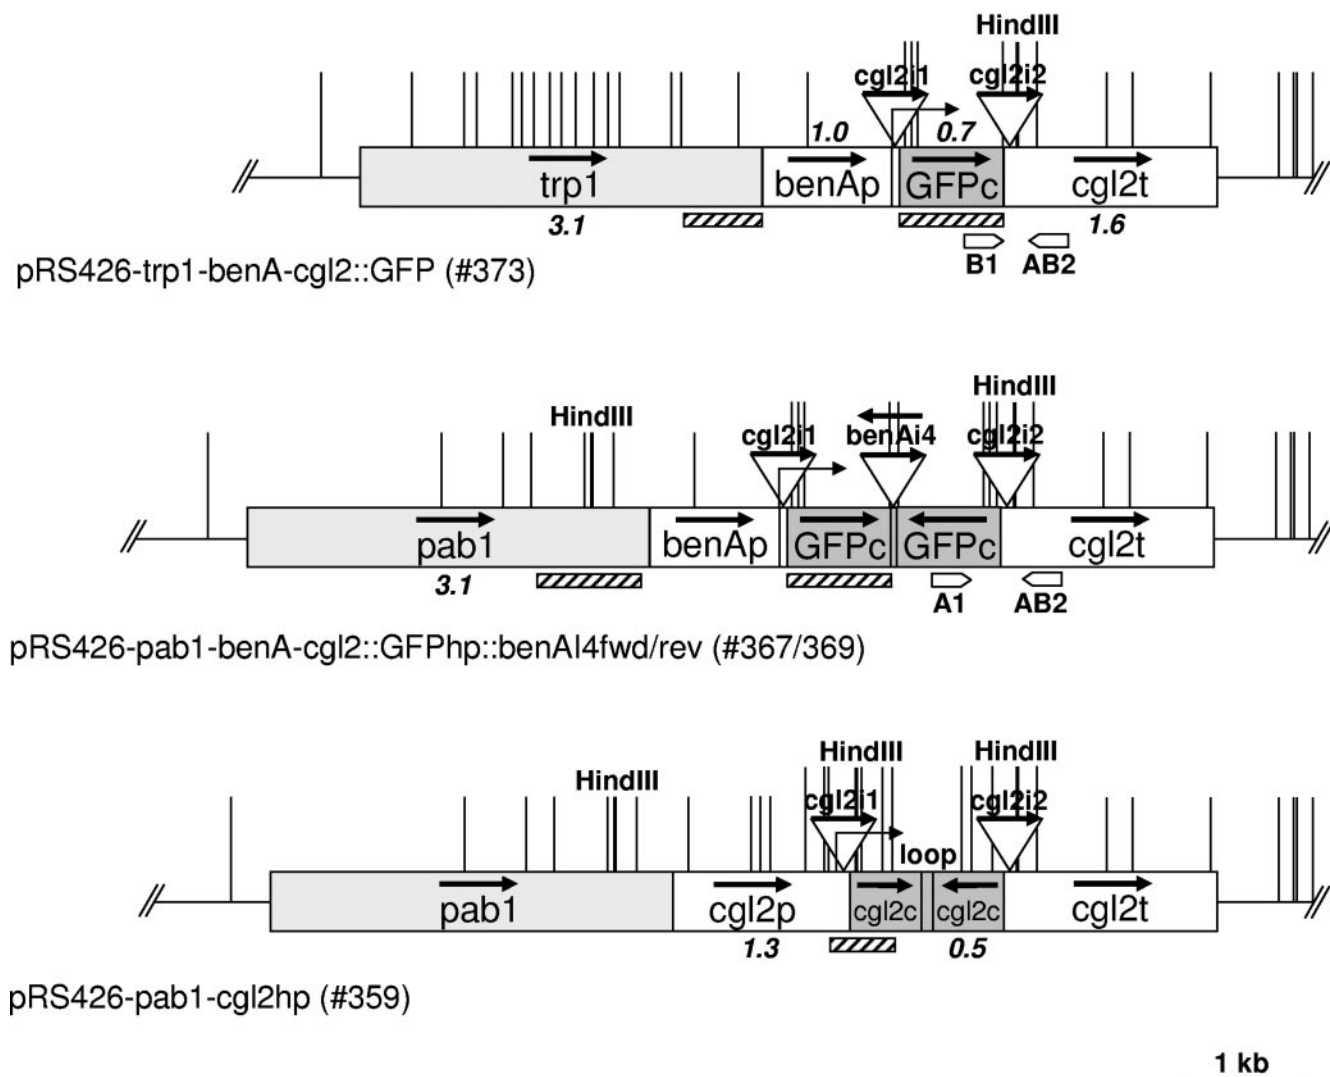 HindIII
cgl2i1 cgl2i2
1.0 0.7
trp1 benAp GFPc cgl2t
3.1 1.6
B1 AB2
pRS426-trp1-benA-cgl2::GFP (#373)
HindIII HindIII
cgl2i1 benAi4 cgl2i2
pab1 benAp GFPc GFPc cgl2t
3.1
A1 AB2
pRS426-pab1-benA-cgl2::GFPhp::benAI4fwd/rev (#367/369)
HindIII HindIII HindIII
cgl2i1 cgl2i2
loop
pab1 cgl2p cgl2c cgl2c cgl2t
1.3 0.5
pRS426-pab1-cgl2hp (#359)
1 kb